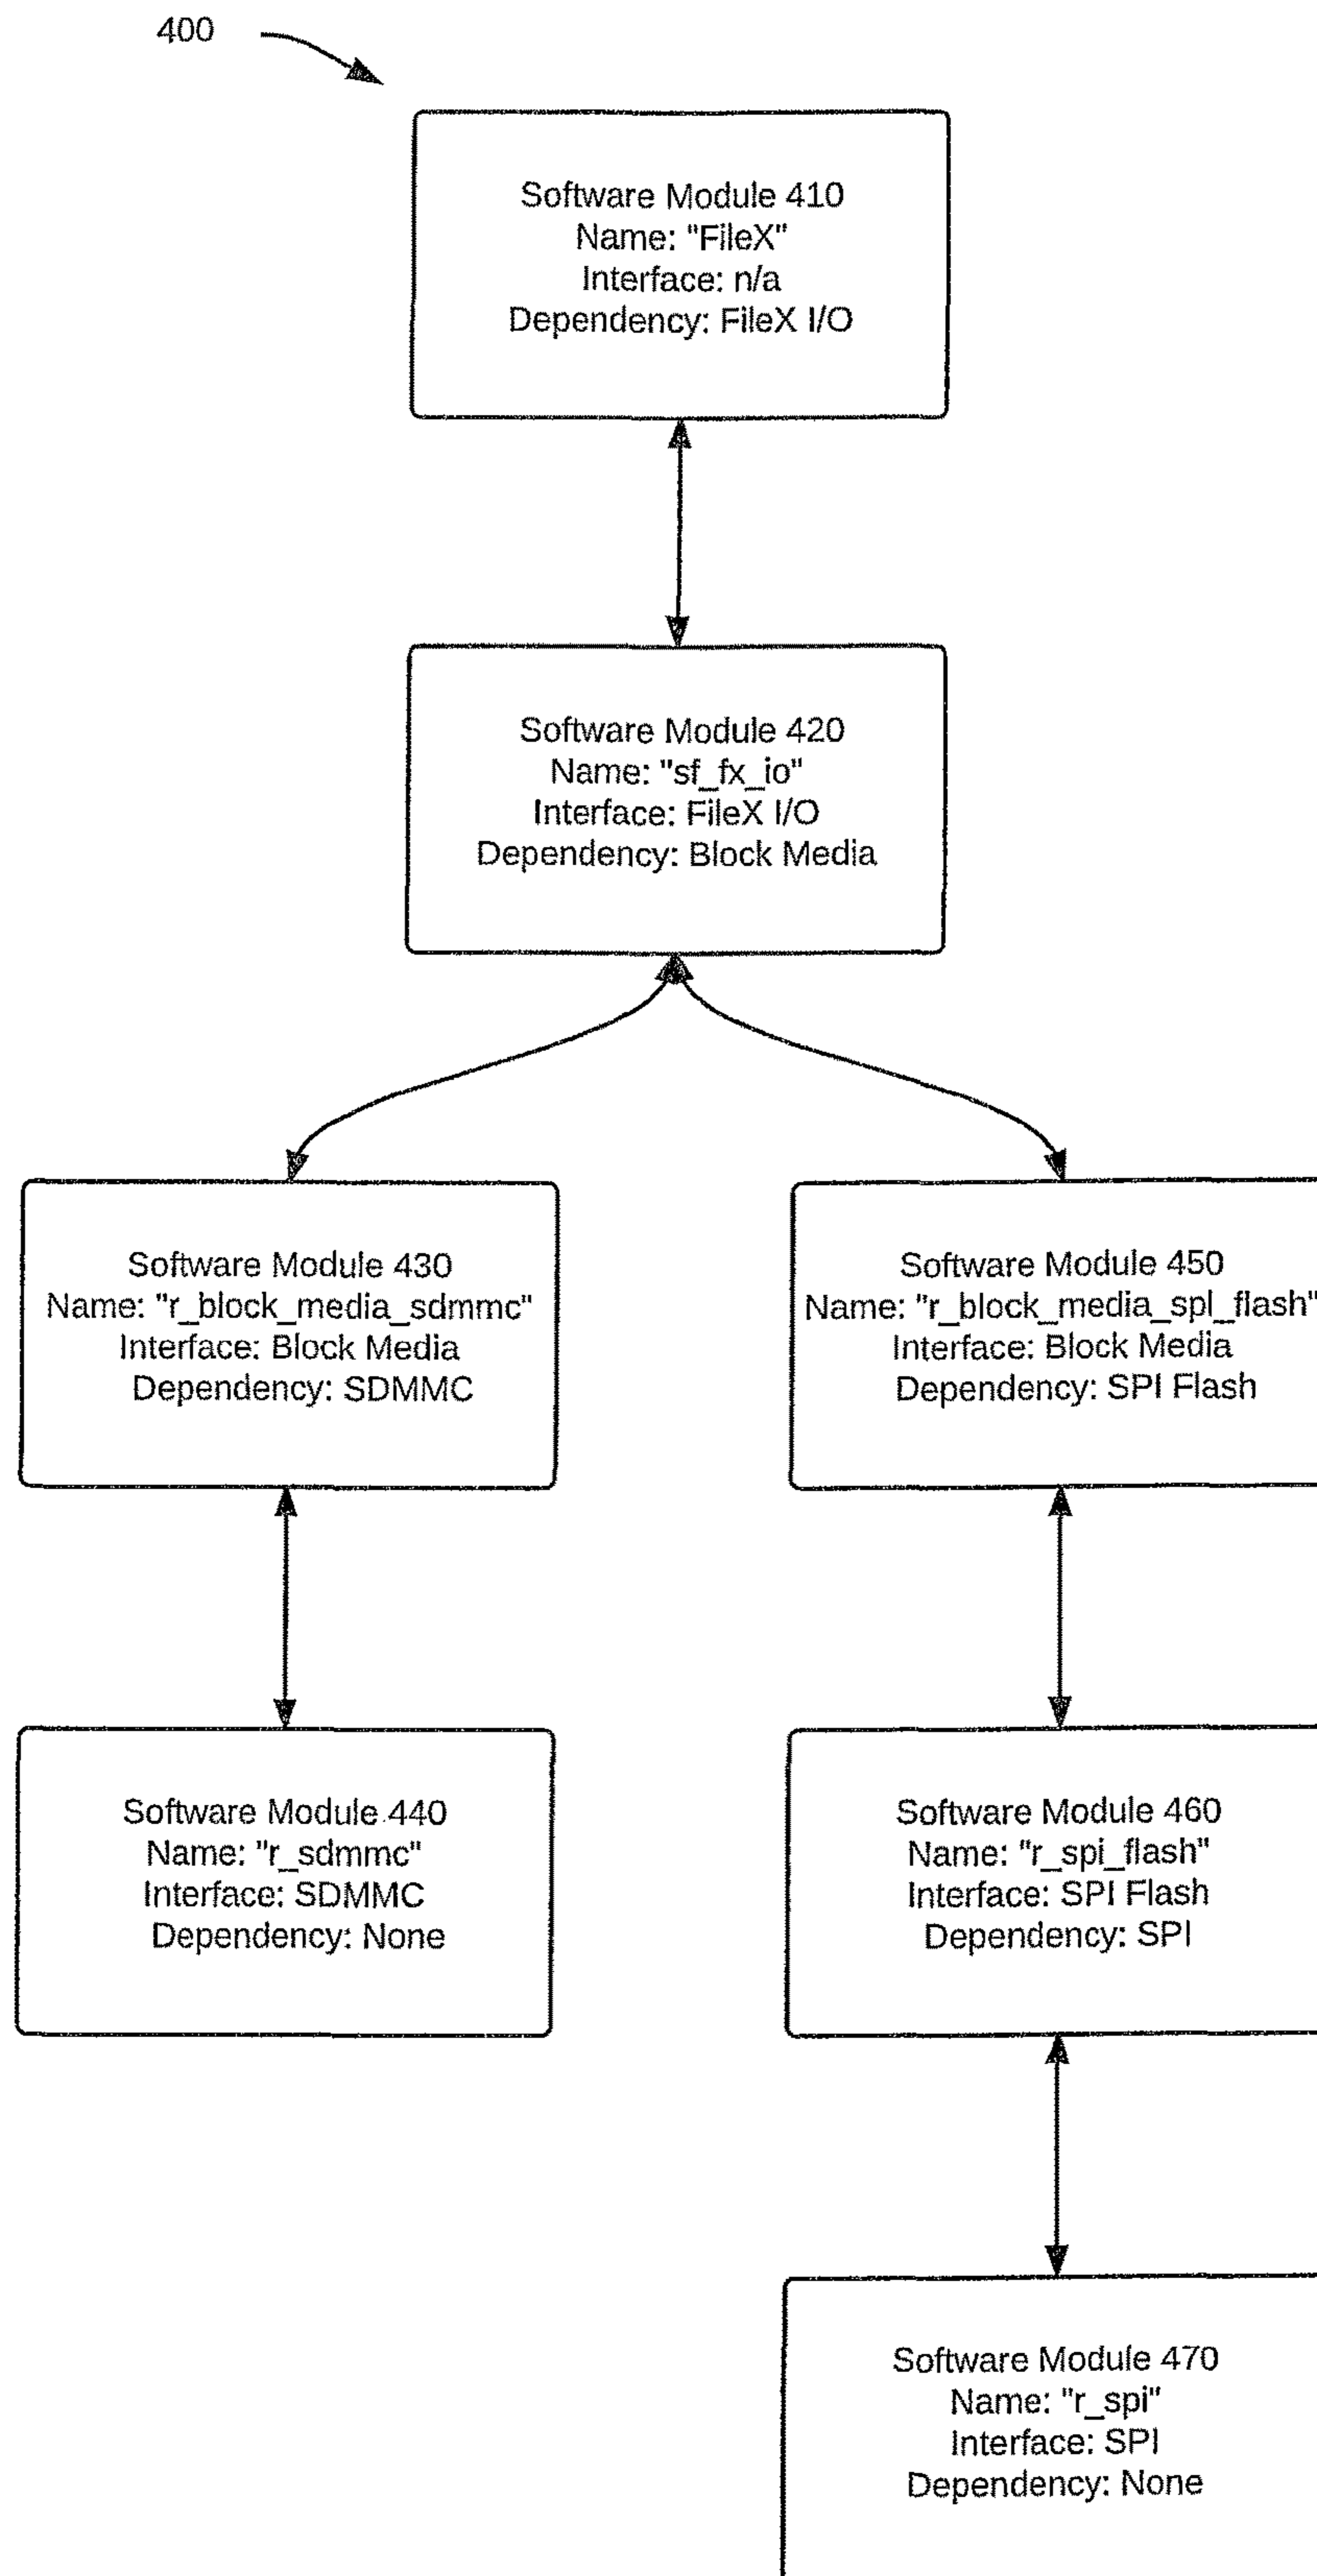 400
Software Module 410
Name: "FileX"
Interface: n/a
Dependency: FileX I/O
Software Module 420
Name: "sf_fx_io"
Interface: FileX I/O
Dependency: Block Media
Software Module 430
Name: "r_block_media_sdmmc"
Interface: Block Media
Dependency: SDMMC
Software Module 450
Name: "r_block_media_spl_flash"
Interface: Block Media
Dependency: SPI Flash
Software Module 440
Name: "r_sdmmc"
Interface: SDMMC
Dependency: None
Software Module 460
Name: "r_spi_flash"
Interface: SPI Flash
Dependency: SPI
Software Module 470
Name: "r_spi"
Interface: SPI
Dependency: None